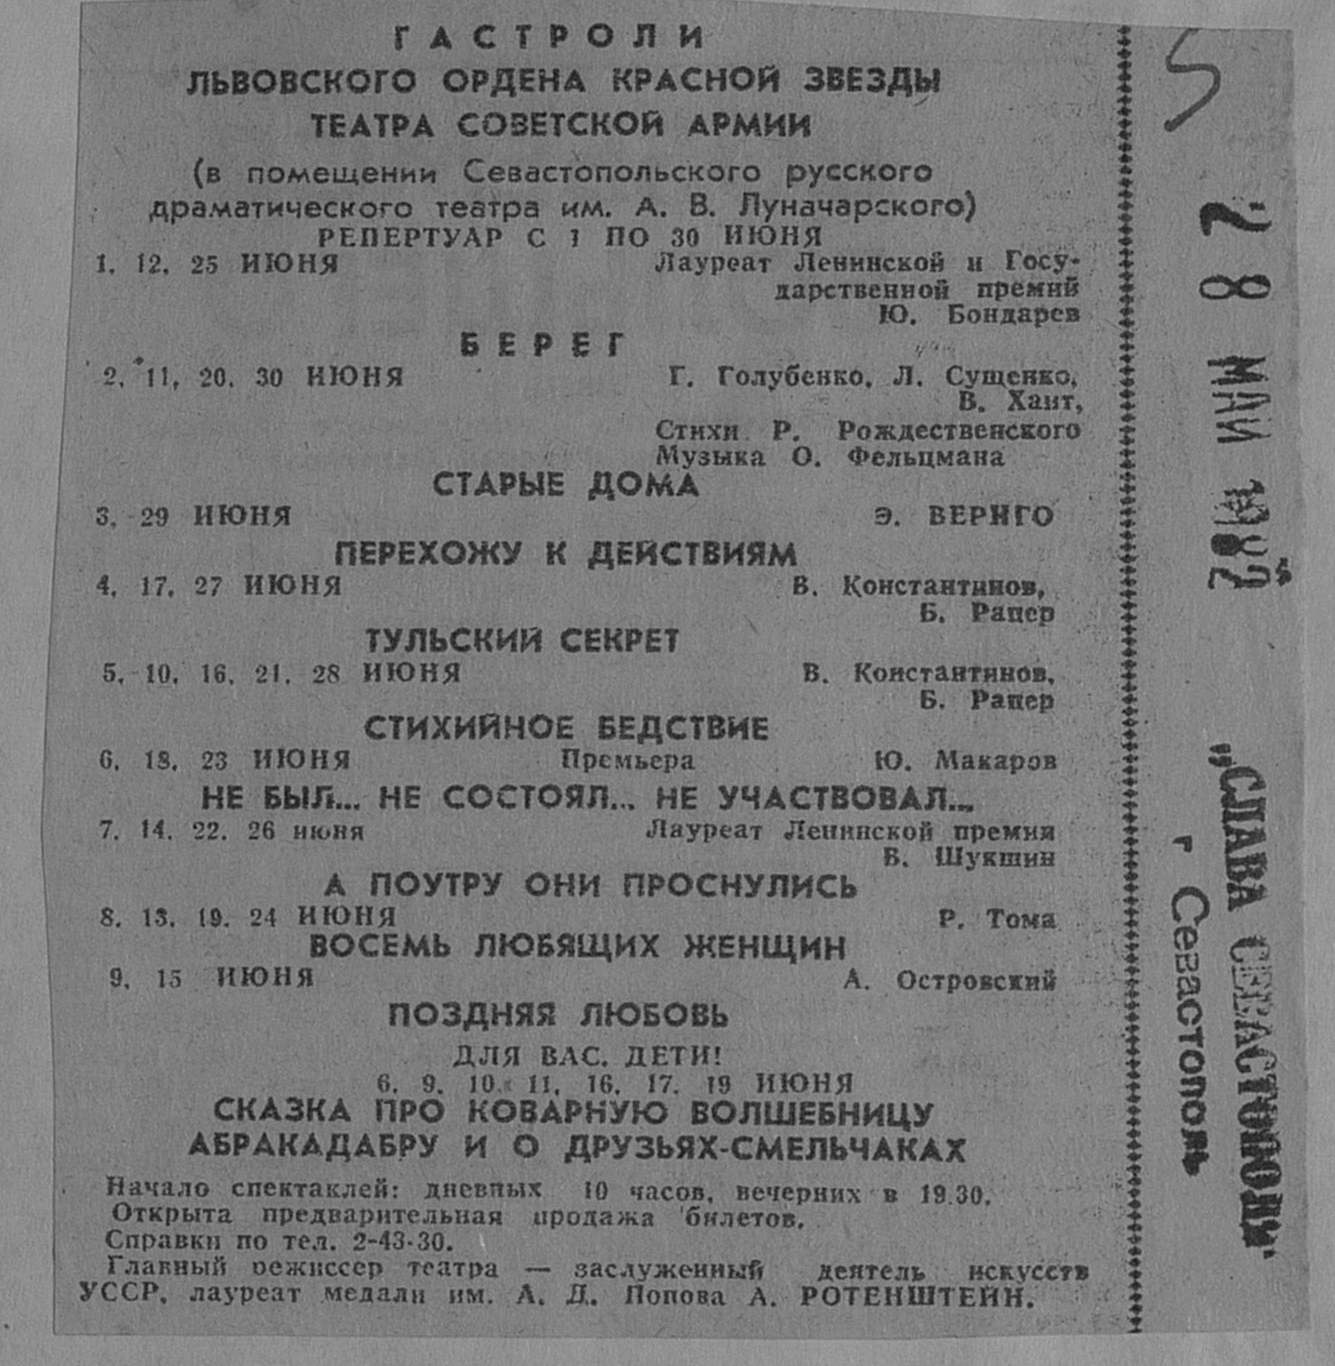 ГАСТРОЛИ
ЛЬВОВСКОГО ОРДЕНА КРАСНОЙ ЗВЕЗДЫ
ТЕАТРА СОВЕТСКОЙ АРМИИ
(в помещении Севастопольского русского
драматического театра им. А. В. Луначарского)
РЕПЕРТУАР С 1 ПО 30 ИЮНЯ
1, 12, 25 ИЮНЯ Лауреат Ленинской и Госу-
дарственной премий
Ю. Бондарев
БЕРЕГ
2, 11, 20, 30 ИЮНЯ Г. Голубенко, Л. Сущенко,
В. Хаит,
Стихи Р. Рождественского
Музыка О. Фельцмана
СТАРЫЕ ДОМА
3, 29 ИЮНЯ Э. ВЕРИГО
ПЕРЕХОЖУ К ДЕЙСТВИЯМ
4, 17, 27 ИЮНЯ В. Константинов,
Б. Рацер
ТУЛЬСКИЙ СЕКРЕТ
5, 10, 16, 21, 28 ИЮНЯ В. Константинов,
Б. Рацер
СТИХИЙНОЕ БЕДСТВИЕ
6, 18, 23 ИЮНЯ Премьера Ю. Макаров
НЕ БЫЛ... НЕ СОСТОЯЛ... НЕ УЧАСТВОВАЛ...
7, 14, 22, 26 июня Лауреат Ленинской премии
В. Шукшин
А ПОУТРУ ОНИ ПРОСНУЛИСЬ
8, 13, 19, 24 ИЮНЯ Р. Тома
ВОСЕМЬ ЛЮБЯЩИХ ЖЕНЩИН
9, 15 ИЮНЯ А. Островский
ПОЗДНЯЯ ЛЮБОВЬ
ДЛЯ ВАС, ДЕТИ!
6, 9, 10, 11, 16, 17, 19 ИЮНЯ
СКАЗКА ПРО КОВАРНУЮ ВОЛШЕБНИЦУ
АБРАКАДАБРУ И О ДРУЗЬЯХ-СМЕЛЬЧАКАХ
Начало спектаклей: дневных 10 часов, вечерних в 19.30.
Открыта предварительная продажа билетов.
Справки по тел. 2-43-30.
Главный режиссер театра — заслуженный деятель искусств
УССР, лауреат медали им. А. Д. Попова А. РОТЕНШТЕЙН.
5
28 МАЙ 1982
„СЛАВА СЕВАСТОПОЛЯ"
г Севастополь